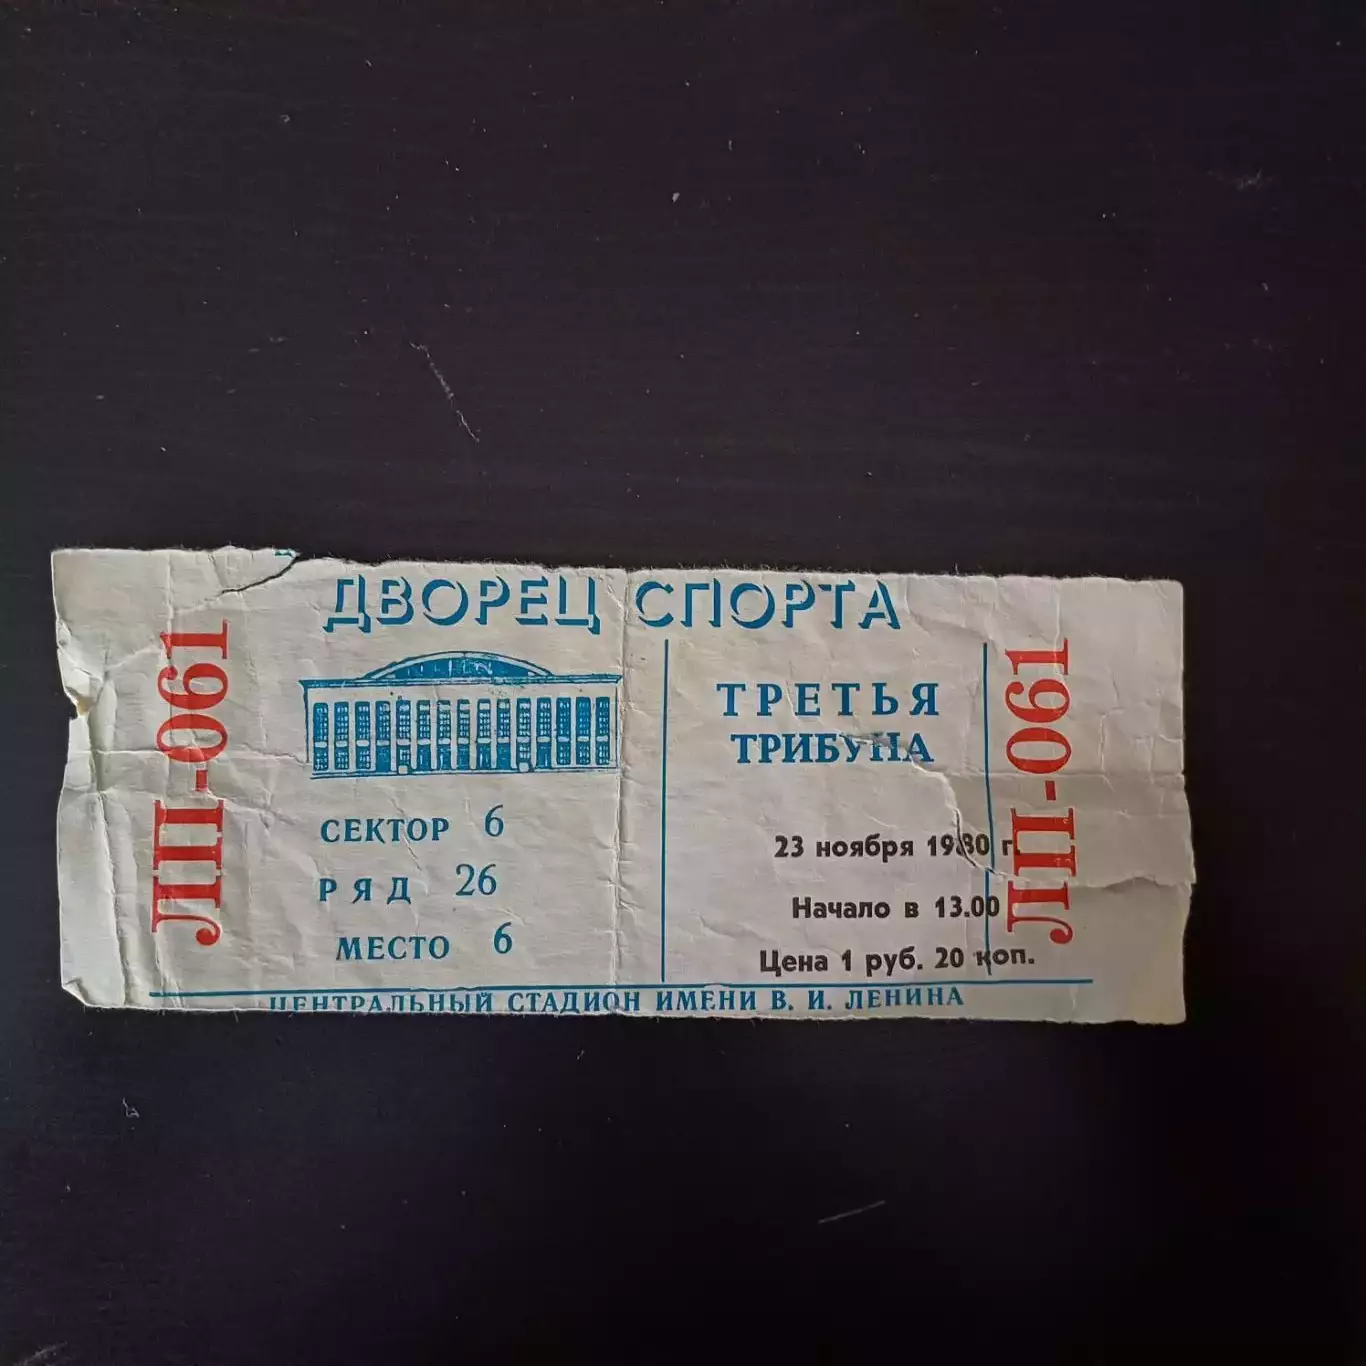 ДВОРЕЦ СПОРТА
ЛП-061
СЕКТОР 6
РЯД 26
МЕСТО 6
ТРЕТЬЯ
ТРИБУНА
23 ноября 1980 г.
Начало в 13.00
Цена 1 руб. 20 коп.
ЛП-061
ЦЕНТРАЛЬНЫЙ СТАДИОН ИМЕНИ В. И. ЛЕНИНА